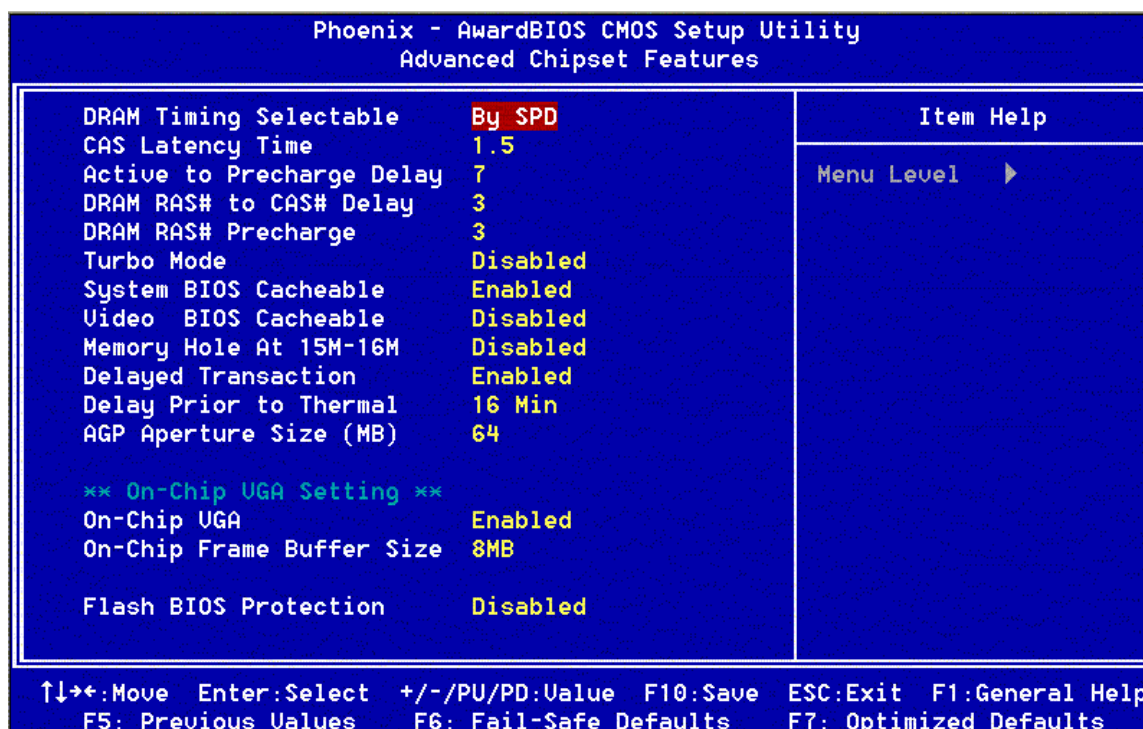 Phoenix - AwardBIOS CMOS Setup Utility
Advanced Chipset Features
DRAM Timing Selectable By SPD
CAS Latency Time 1.5
Active to Precharge Delay 7
DRAM RAS# to CAS# Delay 3
DRAM RAS# Precharge 3
Turbo Mode Disabled
System BIOS Cacheable Enabled
Video BIOS Cacheable Disabled
Memory Hole At 15M-16M Disabled
Delayed Transaction Enabled
Delay Prior to Thermal 16 Min
AGP Aperture Size (MB) 64
** On-Chip VGA Setting **
On-Chip VGA Enabled
On-Chip Frame Buffer Size 8MB
Flash BIOS Protection Disabled
Item Help
Menu Level ▶
↑↓→←:Move Enter:Select +/-/PU/PD:Value F10:Save ESC:Exit F1:General Help
F5: Previous Values F6: Fail-Safe Defaults F7: Optimized Defaults